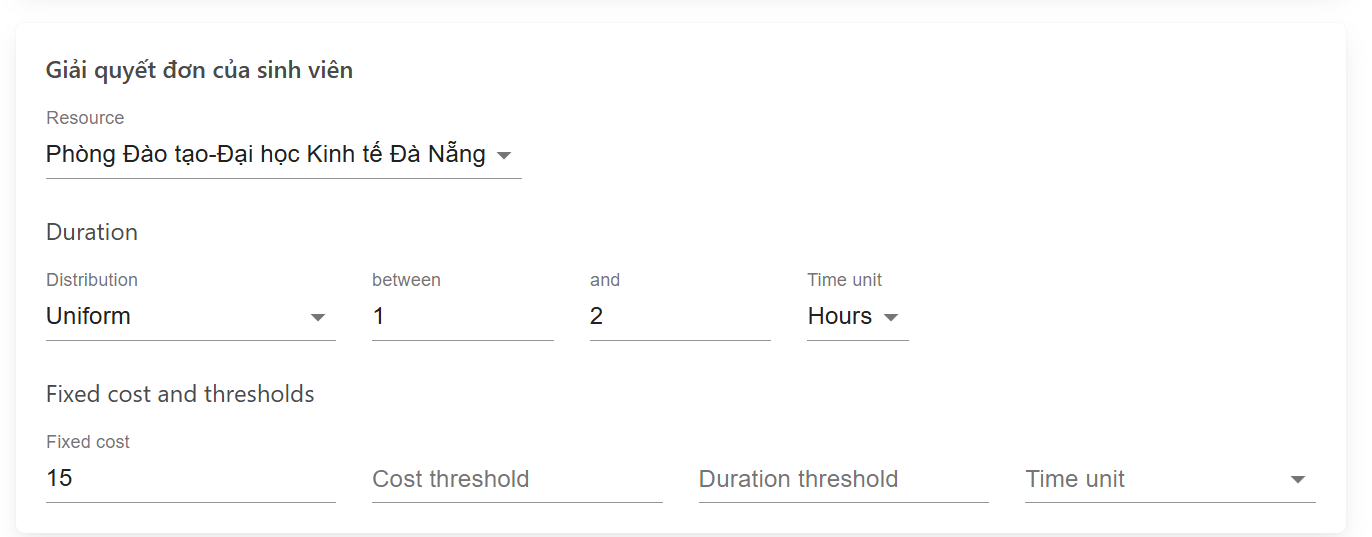 Giải quyết đơn của sinh viên
Resource
Phòng Đào tạo-Đại học Kinh tế Đà Nẵng
Duration
Distribution between and Time unit
Uniform 1 2 Hours
Fixed cost and thresholds
Fixed cost
15 Cost threshold Duration threshold Time unit